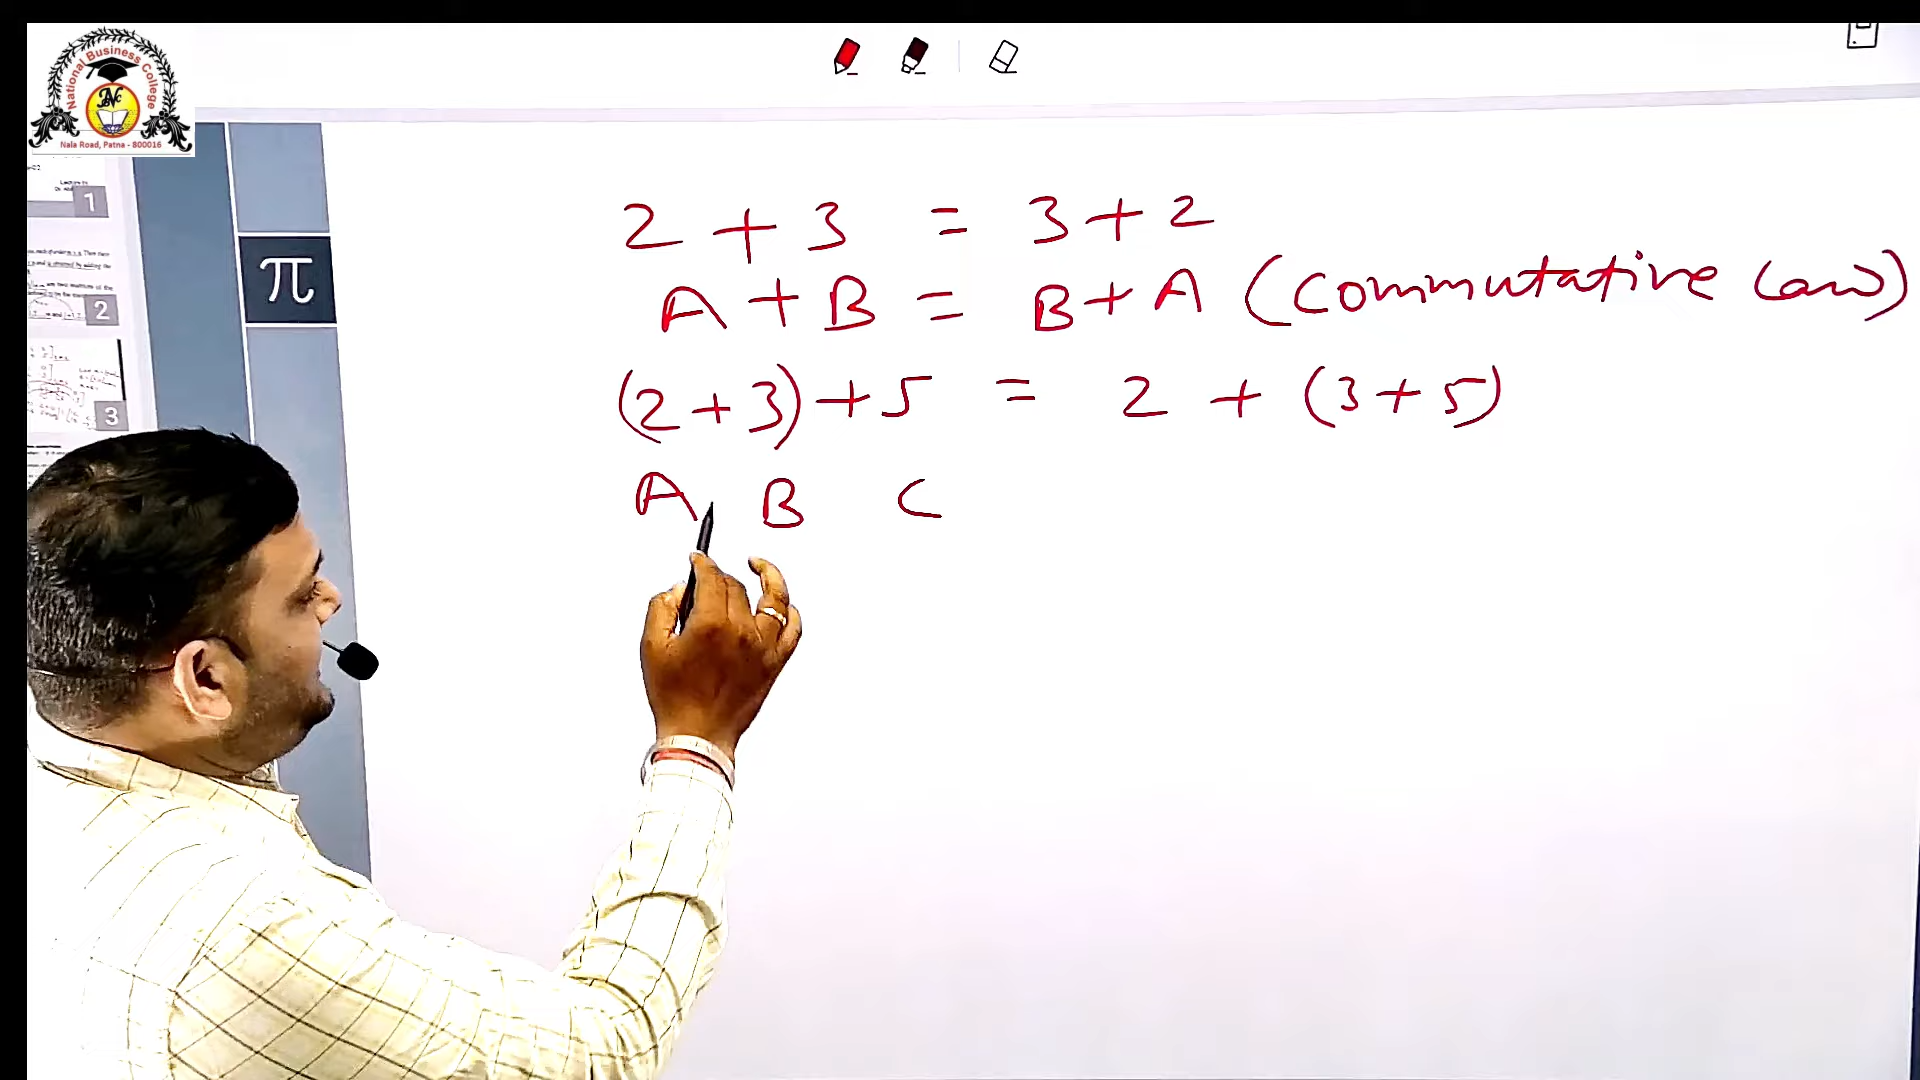 National Business College
NBC
Nala Road, Patna - 800016
1
2
3
π
2 + 3 = 3 + 2
A + B = B + A (Commutative law)
(2 + 3) + 5 = 2 + (3 + 5)
A B C